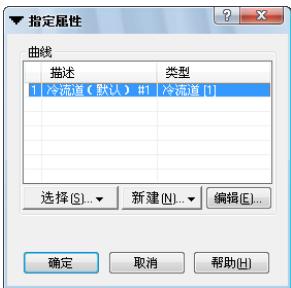 指定属性
曲线
描述 类型
1 冷流道(默认) #1 冷流道 [1]
选择(S)... 新建(N)... 编辑(E)...
确定 取消 帮助(H)